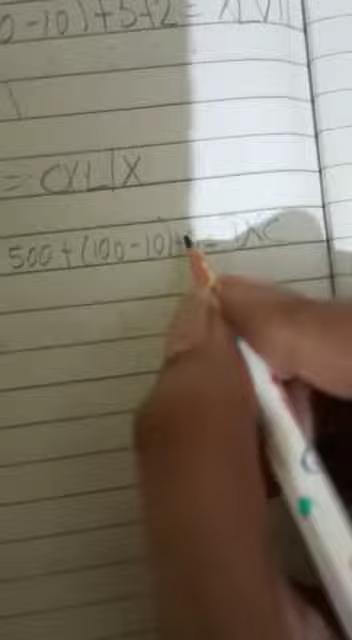 0-10)+5+2= XLVII
= CXLIX
500+(100-10)+ = DXC